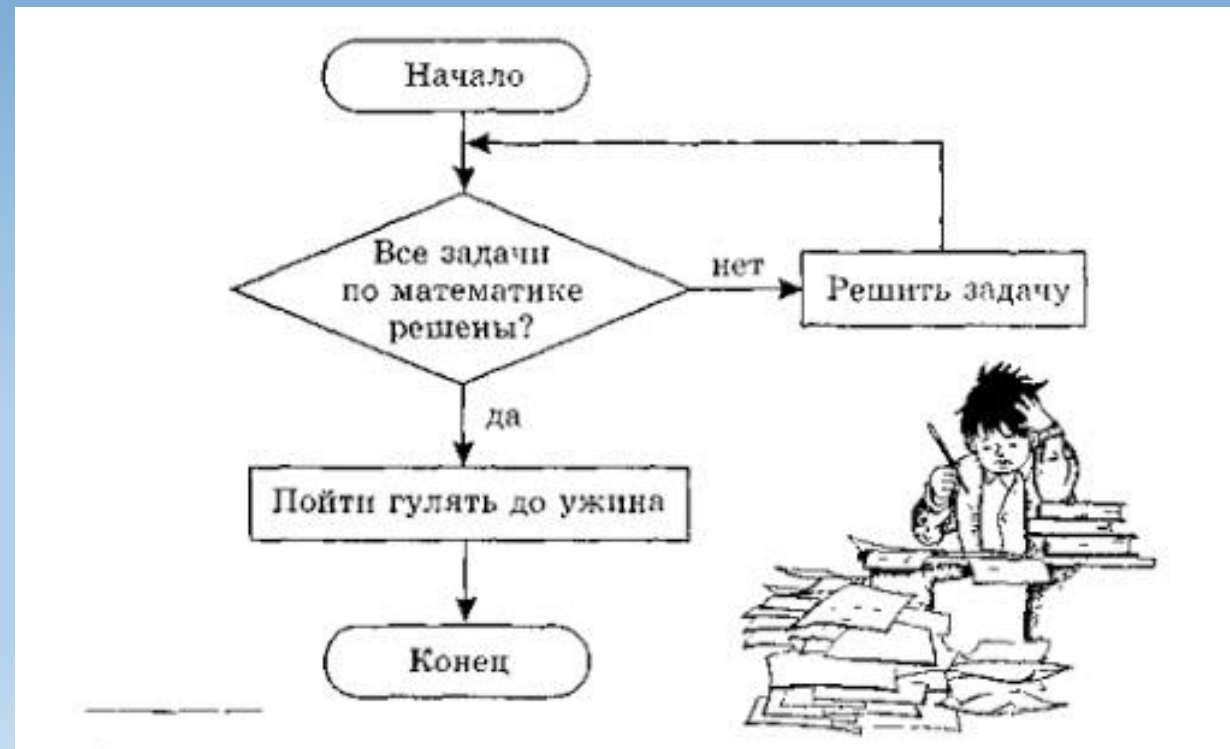 Начало
Все задачи
по математике
решены?
нет
Решить задачу
да
Пойти гулять до ужина
Конец